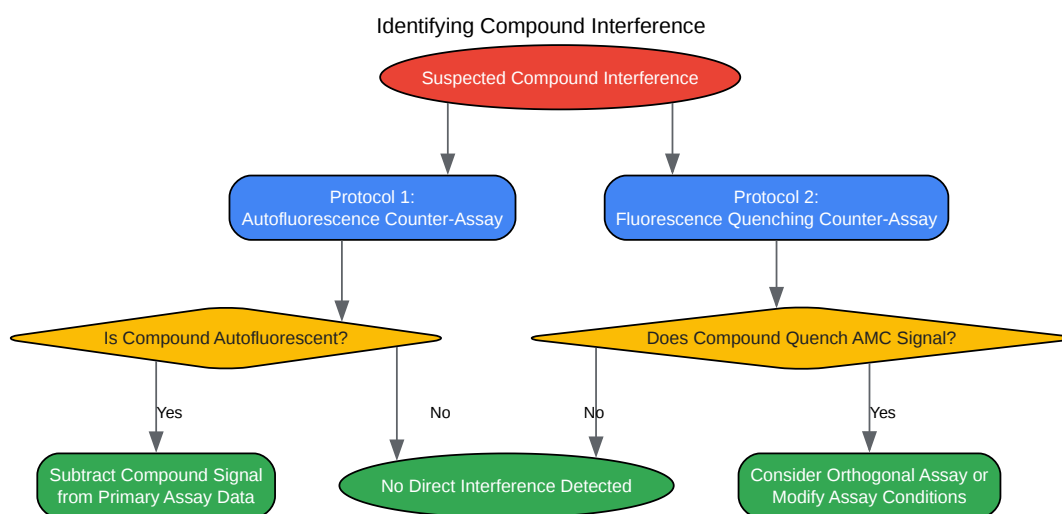 Identifying Compound Interference
Suspected Compound Interference
Protocol 1:
Autofluorescence Counter-Assay
Protocol 2:
Fluorescence Quenching Counter-Assay
Is Compound Autofluorescent?
Does Compound Quench AMC Signal?
Yes
No
No
Yes
Subtract Compound Signal
from Primary Assay Data
No Direct Interference Detected
Consider Orthogonal Assay or
Modify Assay Conditions